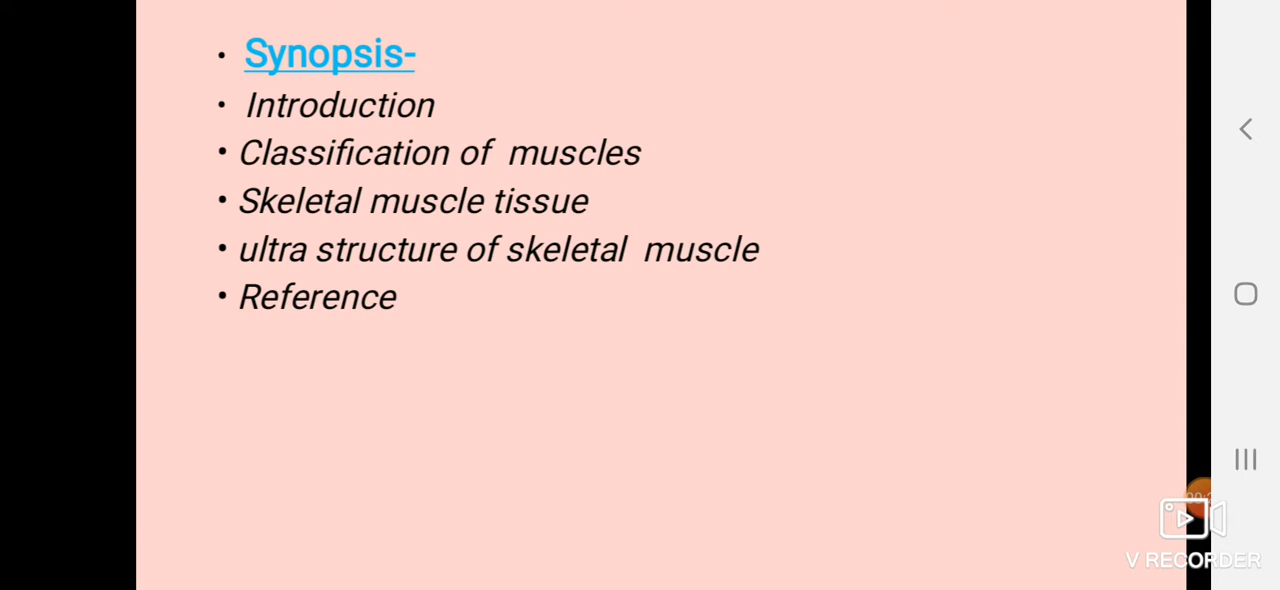 • Synopsis-
• Introduction
• Classification of muscles
• Skeletal muscle tissue
• ultra structure of skeletal muscle
• Reference
V RECORDER